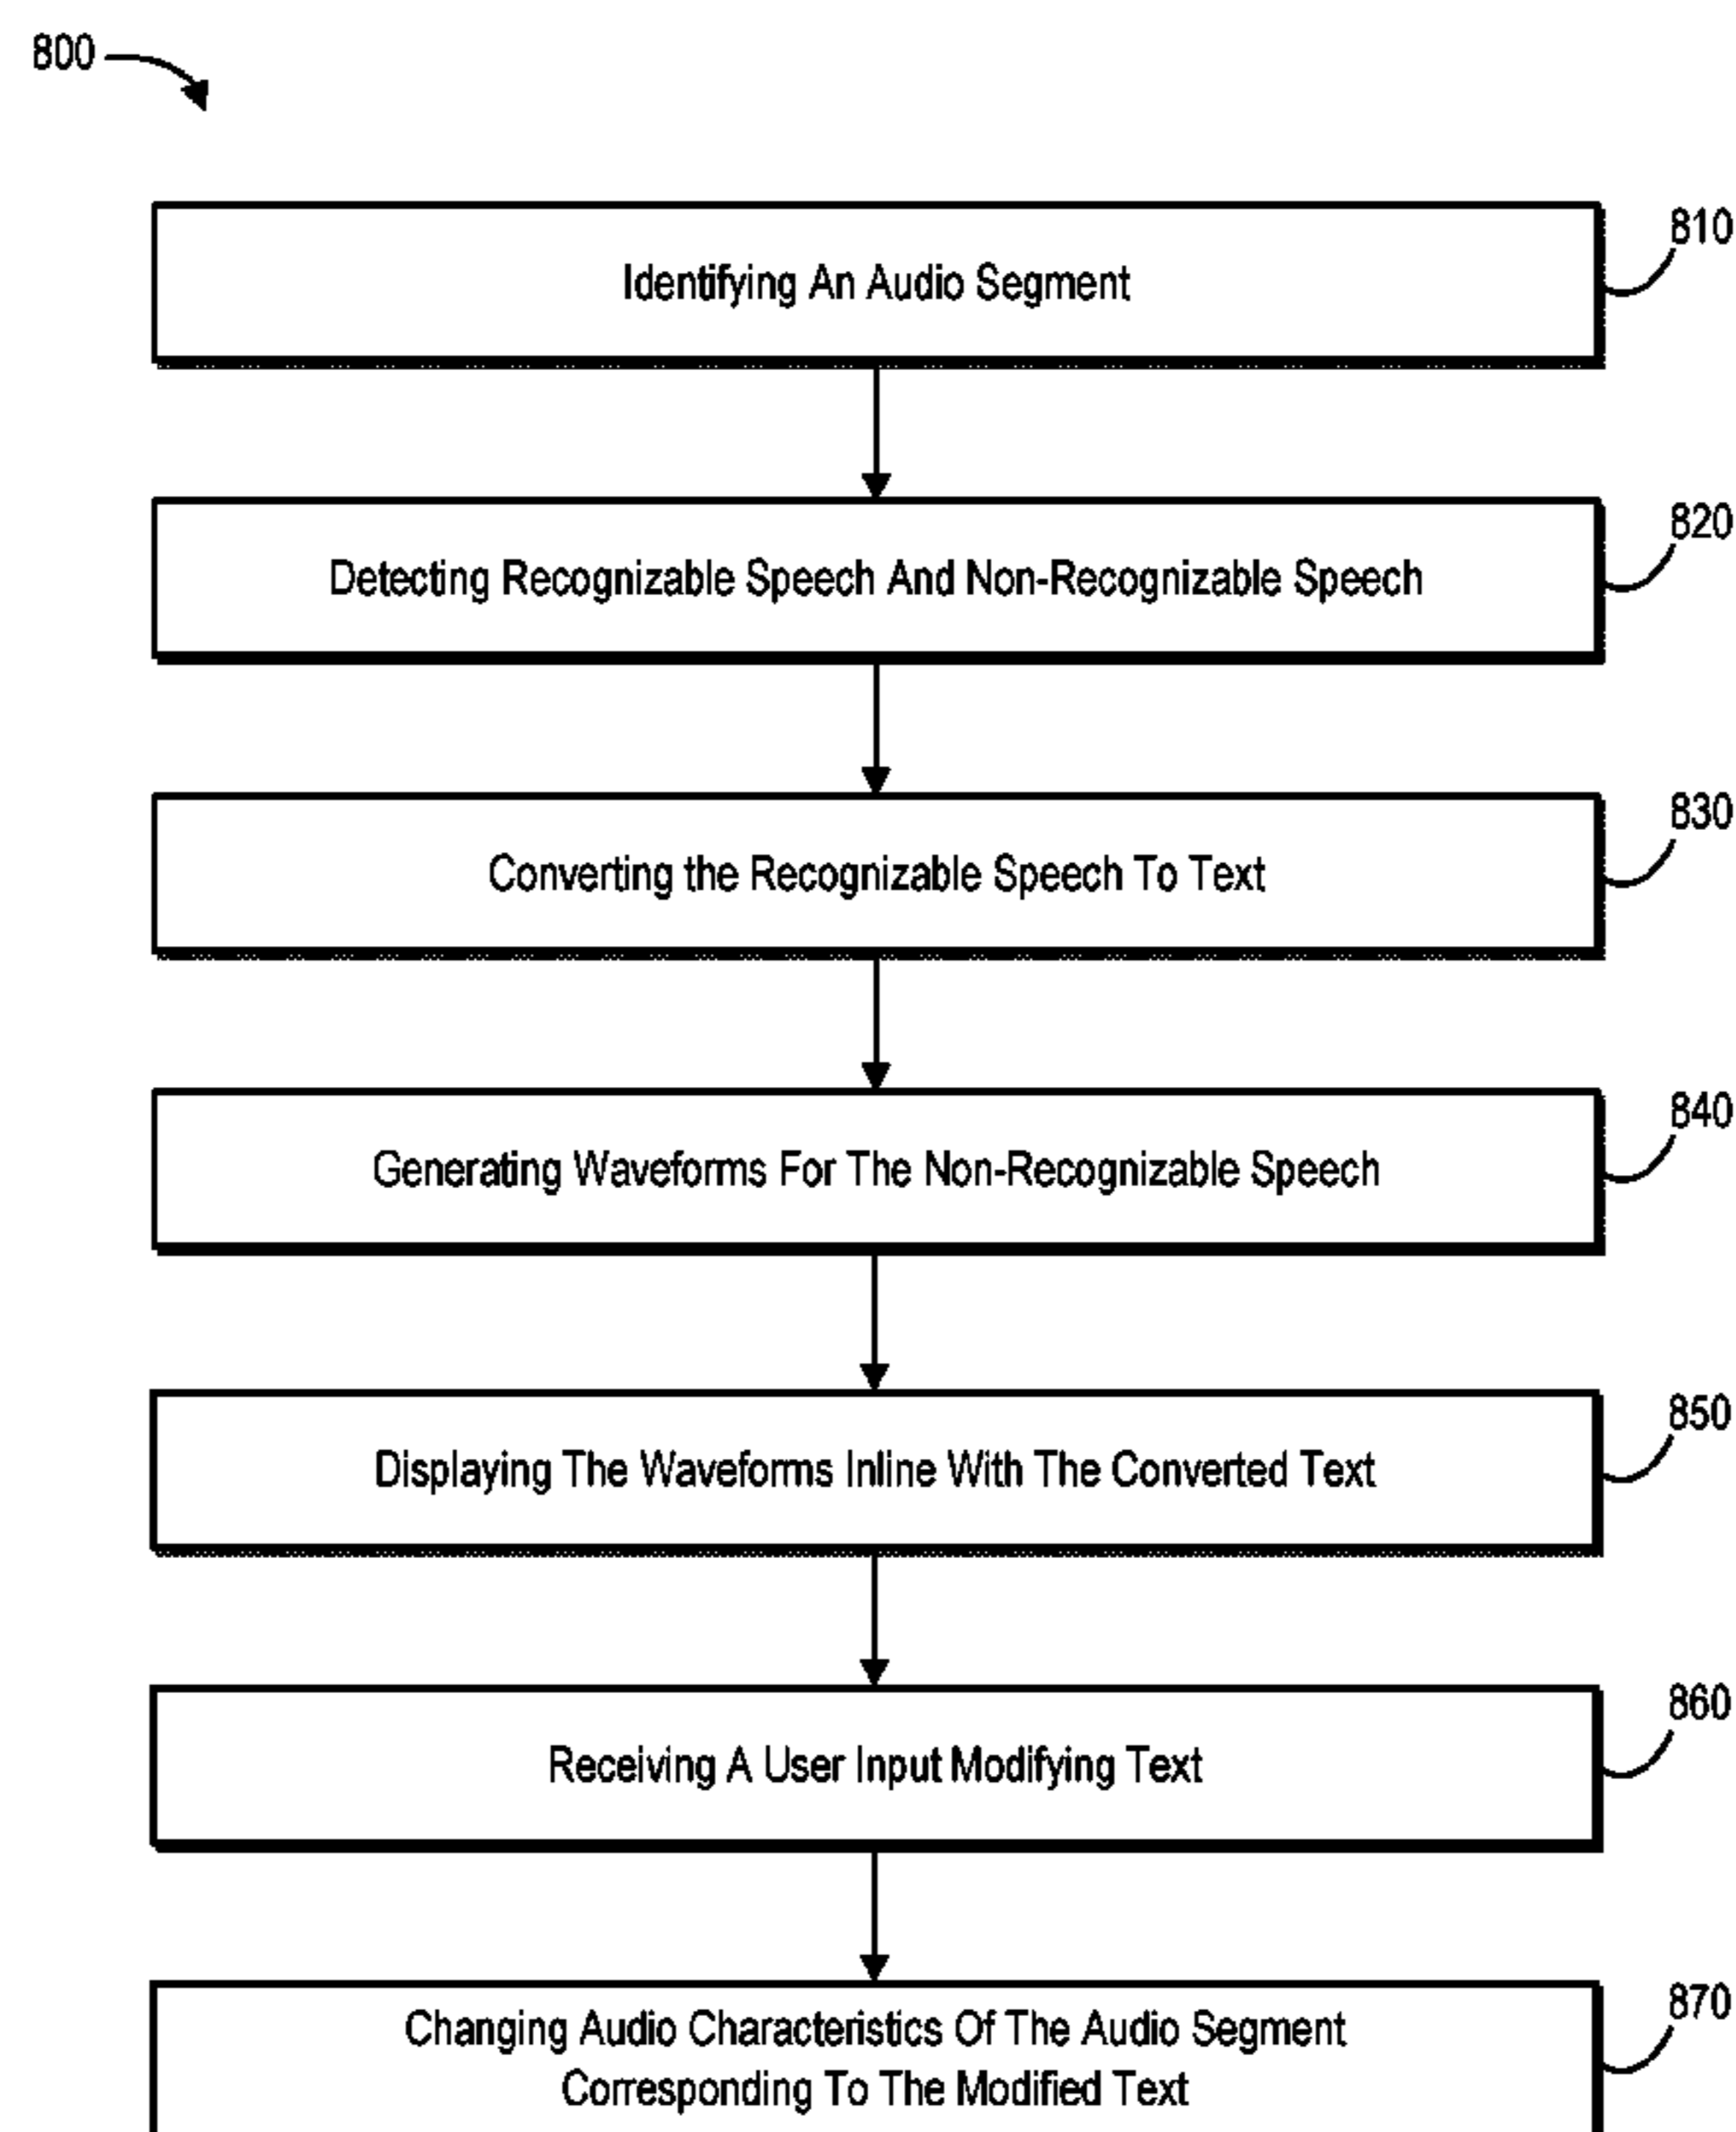 800
810
Identifying An Audio Segment
820
Detecting Recognizable Speech And Non-Recognizable Speech
830
Converting the Recognizable Speech To Text
840
Generating Waveforms For The Non-Recognizable Speech
850
Displaying The Waveforms Inline With The Converted Text
860
Receiving A User Input Modifying Text
870
Changing Audio Characteristics Of The Audio Segment
Corresponding To The Modified Text